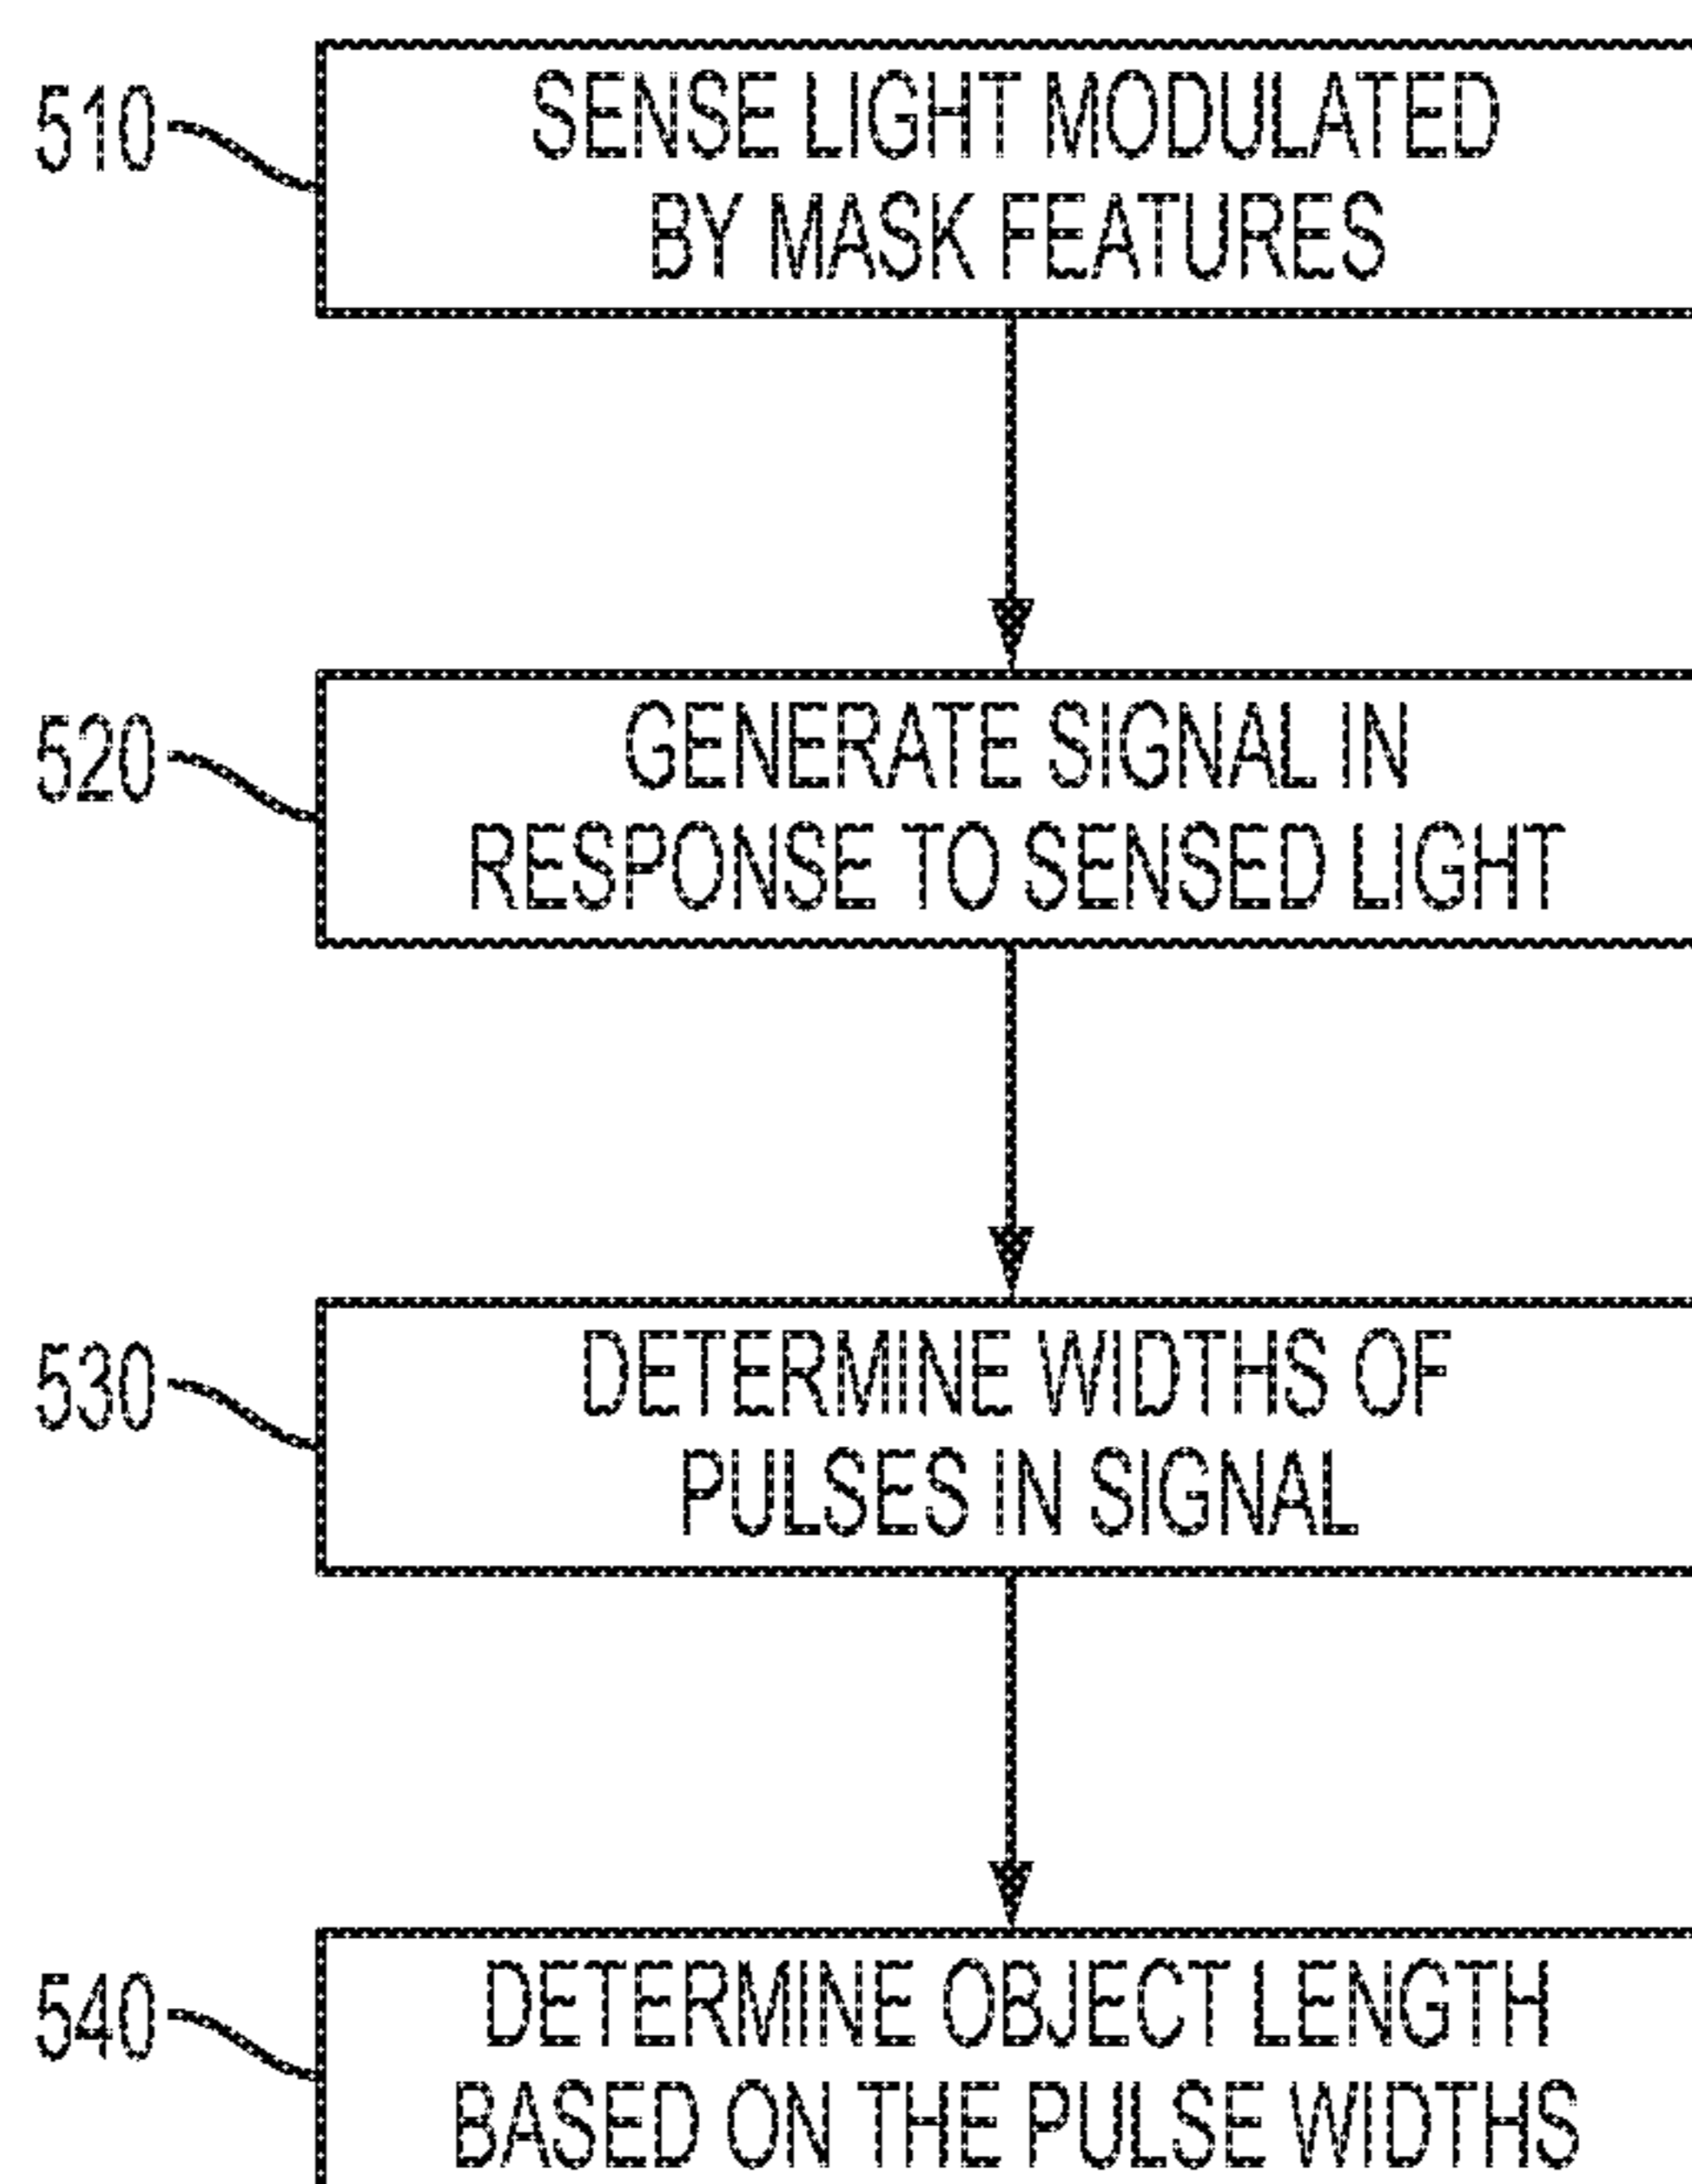 510
SENSE LIGHT MODULATED
BY MASK FEATURES
520
GENERATE SIGNAL IN
RESPONSE TO SENSED LIGHT
530
DETERMINE WIDTHS OF
PULSES IN SIGNAL
540
DETERMINE OBJECT LENGTH
BASED ON THE PULSE WIDTHS